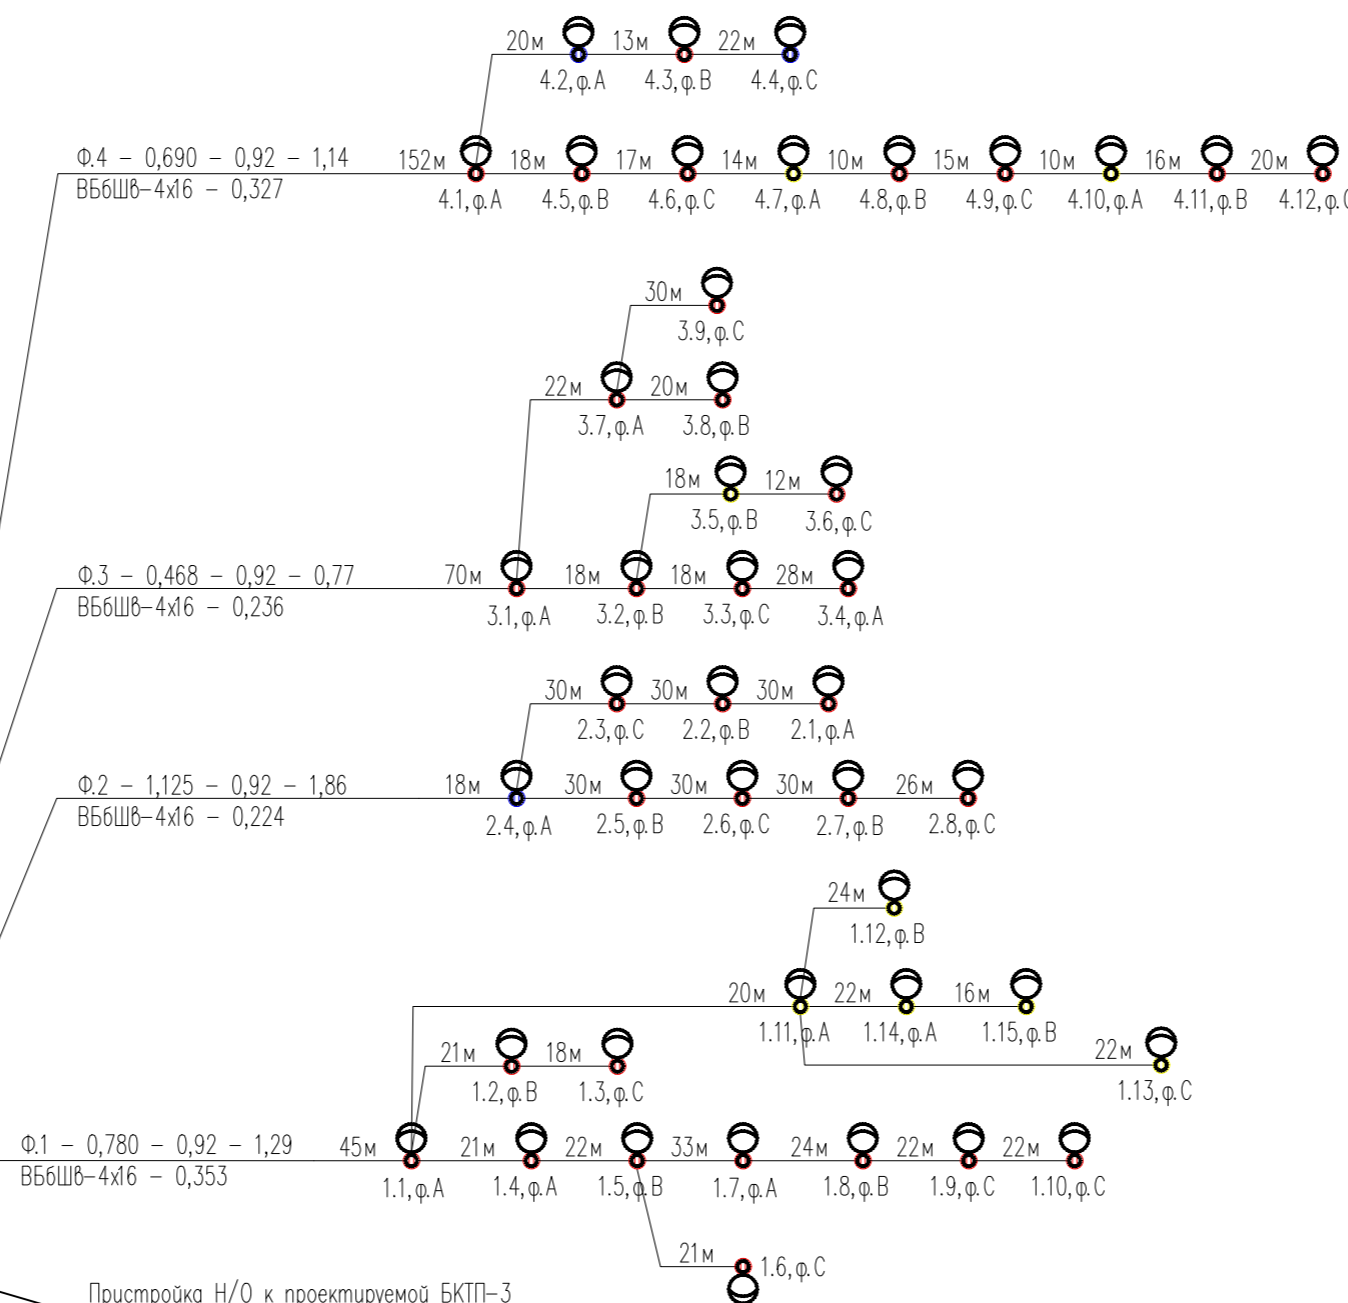 20м 13м 22м
4.2,ф.А 4.3,ф.В 4.4,ф.С
Ф.4 - 0,690 - 0,92 - 1,14 152м 18м 17м 14м 10м 15м 10м 16м 20м
ВБбШв-4х16 - 0,327
4.1,ф.А 4.5,ф.В 4.6,ф.С 4.7,ф.А 4.8,ф.В 4.9,ф.С 4.10,ф.А 4.11,ф.В 4.12,ф.С
30м
3.9,ф.С
22м 20м
3.7,ф.А 3.8,ф.В
18м 12м
3.5,ф.В 3.6,ф.С
Ф.3 - 0,468 - 0,92 - 0,77 70м 18м 18м 28м
ВБбШв-4х16 - 0,236
3.1,ф.А 3.2,ф.В 3.3,ф.С 3.4,ф.А
30м 30м 30м
2.3,ф.С 2.2,ф.В 2.1,ф.А
Ф.2 - 1,125 - 0,92 - 1,86 18м 30м 30м 30м 26м
ВБбШв-4х16 - 0,224
2.4,ф.А 2.5,ф.В 2.6,ф.С 2.7,ф.В 2.8,ф.С
24м
1.12,ф.В
20м 22м 16м
1.11,ф.А 1.14,ф.А 1.15,ф.В
21м 18м 22м
1.2,ф.В 1.3,ф.С 1.13,ф.С
Ф.1 - 0,780 - 0,92 - 1,29 45м 21м 22м 33м 24м 22м 22м
ВБбШв-4х16 - 0,353
1.1,ф.А 1.4,ф.А 1.5,ф.В 1.7,ф.А 1.8,ф.В 1.9,ф.С 1.10,ф.С
21м 1.6,ф.С
Пристройка Н/О к проектируемой БКТП-3